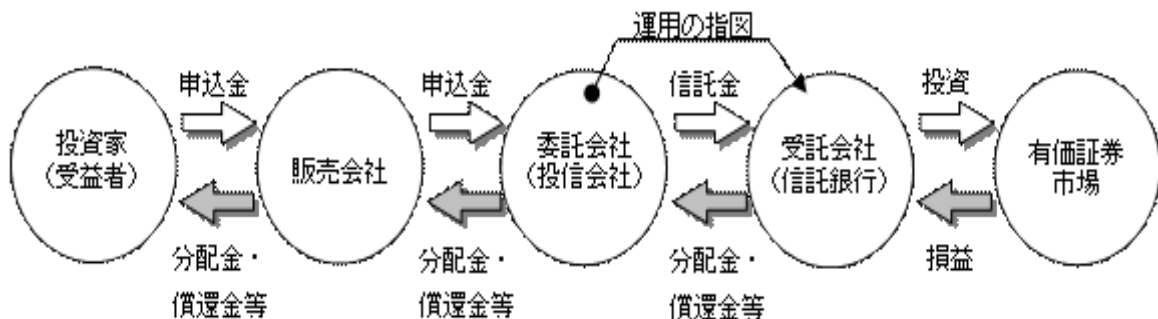 運用の指図
申込金
申込金
信託金
投資
投資家
(受益者)
販売会社
委託会社
(投信会社)
受託会社
(信託銀行)
有価証券
市場
分配金・
償還金等
分配金・
償還金等
分配金・
償還金等
損益